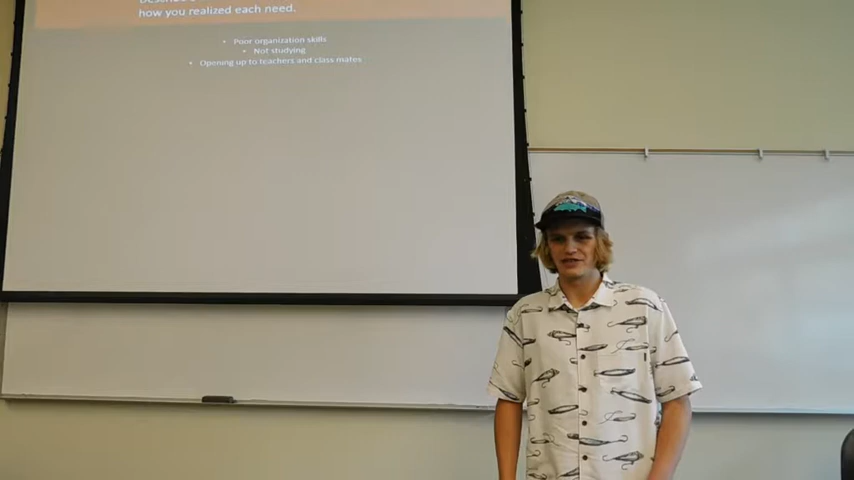 how you realized each need.
• Poor organization skills
• Not studying
• Opening up to teachers and class mates